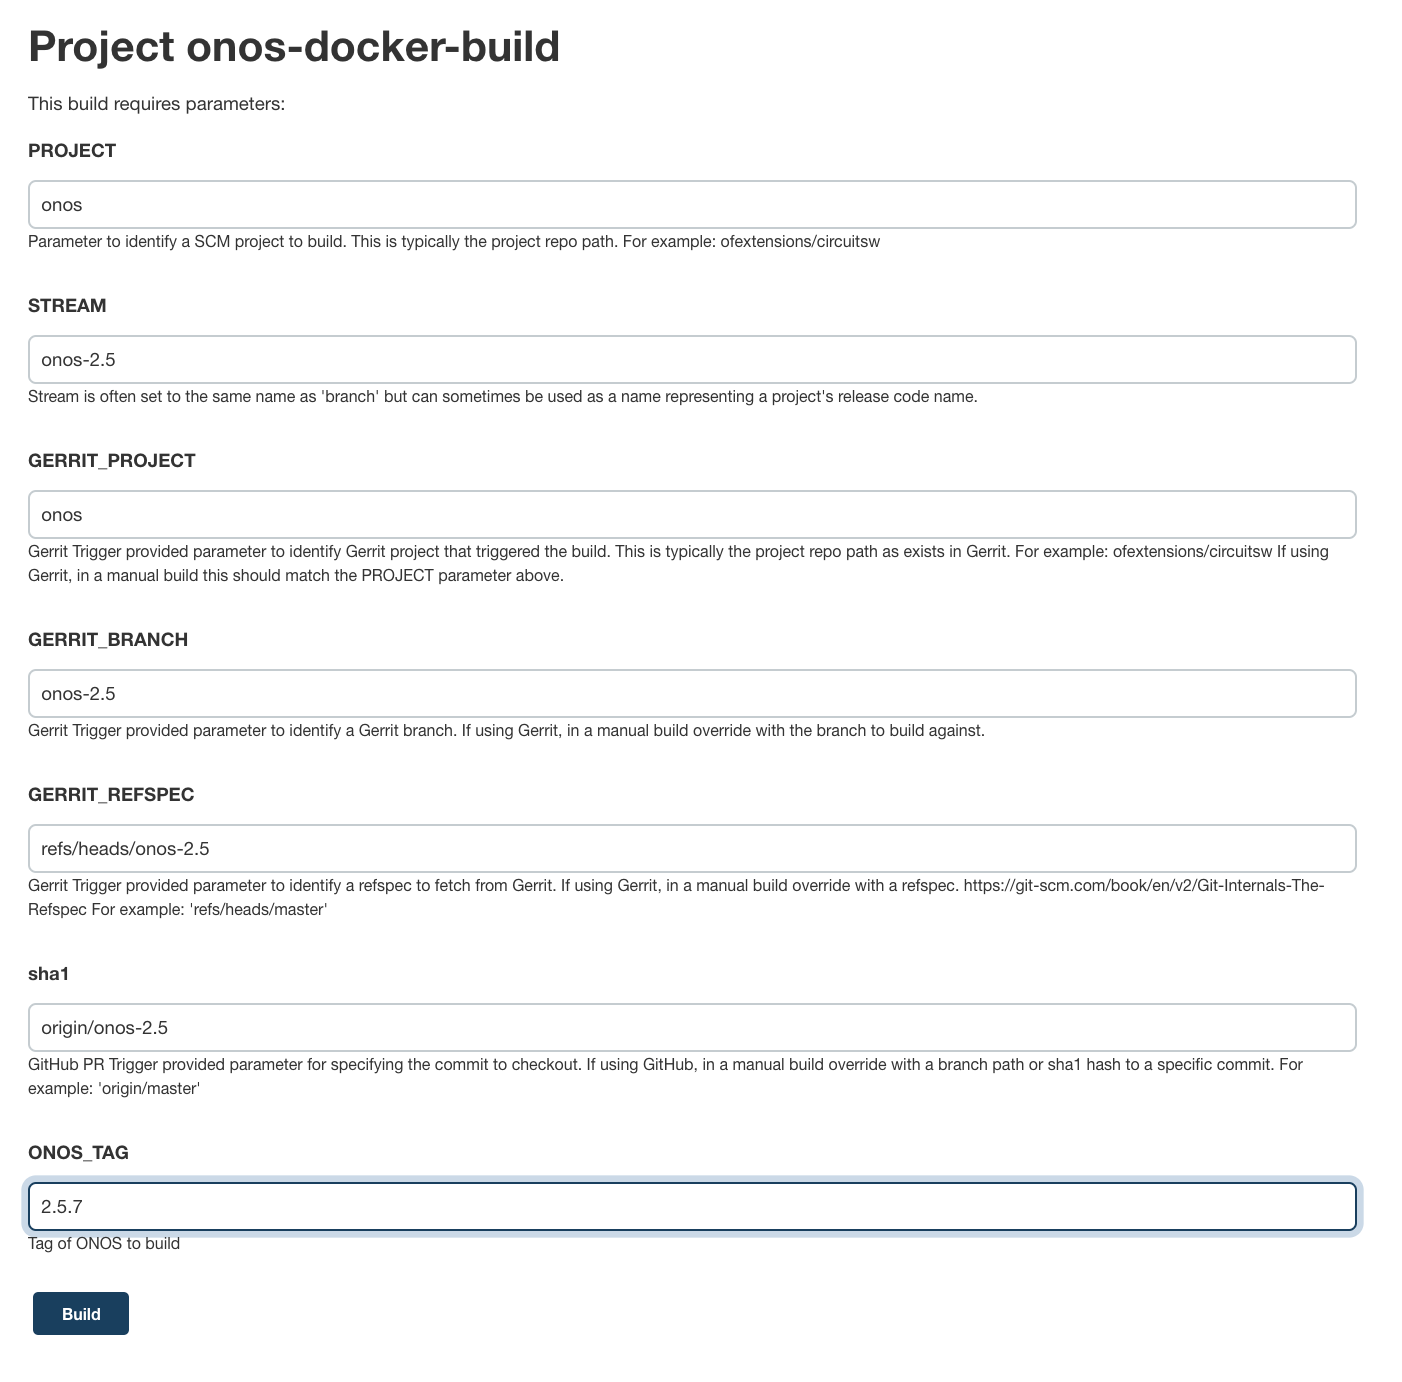 Project onos-docker-build
This build requires parameters:
PROJECT
onos
Parameter to identify a SCM project to build. This is typically the project repo path. For example: ofextensions/circuitsw
STREAM
onos-2.5
Stream is often set to the same name as 'branch' but can sometimes be used as a name representing a project's release code name.
GERRIT_PROJECT
onos
Gerrit Trigger provided parameter to identify Gerrit project that triggered the build. This is typically the project repo path as exists in Gerrit. For example: ofextensions/circuitsw If using
Gerrit, in a manual build this should match the PROJECT parameter above.
GERRIT_BRANCH
onos-2.5
Gerrit Trigger provided parameter to identify a Gerrit branch. If using Gerrit, in a manual build override with the branch to build against.
GERRIT_REFSPEC
refs/heads/onos-2.5
Gerrit Trigger provided parameter to identify a refspec to fetch from Gerrit. If using Gerrit, in a manual build override with a refspec. https://git-scm.com/book/en/v2/Git-Internals-The-
Refspec For example: 'refs/heads/master'
sha1
origin/onos-2.5
GitHub PR Trigger provided parameter for specifying the commit to checkout. If using GitHub, in a manual build override with a branch path or sha1 hash to a specific commit. For
example: 'origin/master'
ONOS_TAG
2.5.7
Tag of ONOS to build
Build